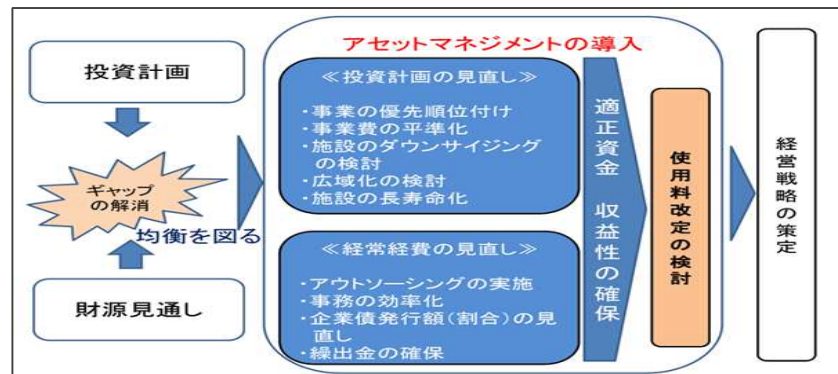 アセットマネジメントの導入
投資計画
ギャップ
の解消
均衡を図る
財源見通し
≪投資計画の見直し≫
・事業の優先順位付け
・事業費の平準化
・施設のダウンサイジング
の検討
・広域化の検討
・施設の長寿命化
≪経常経費の見直し≫
・アウトソーシングの実施
・事務の効率化
・企業債発行額(割合)の見
直し
・繰出金の確保
適正資金 収益性の確保
使用料改定の検討
経営戦略の策定